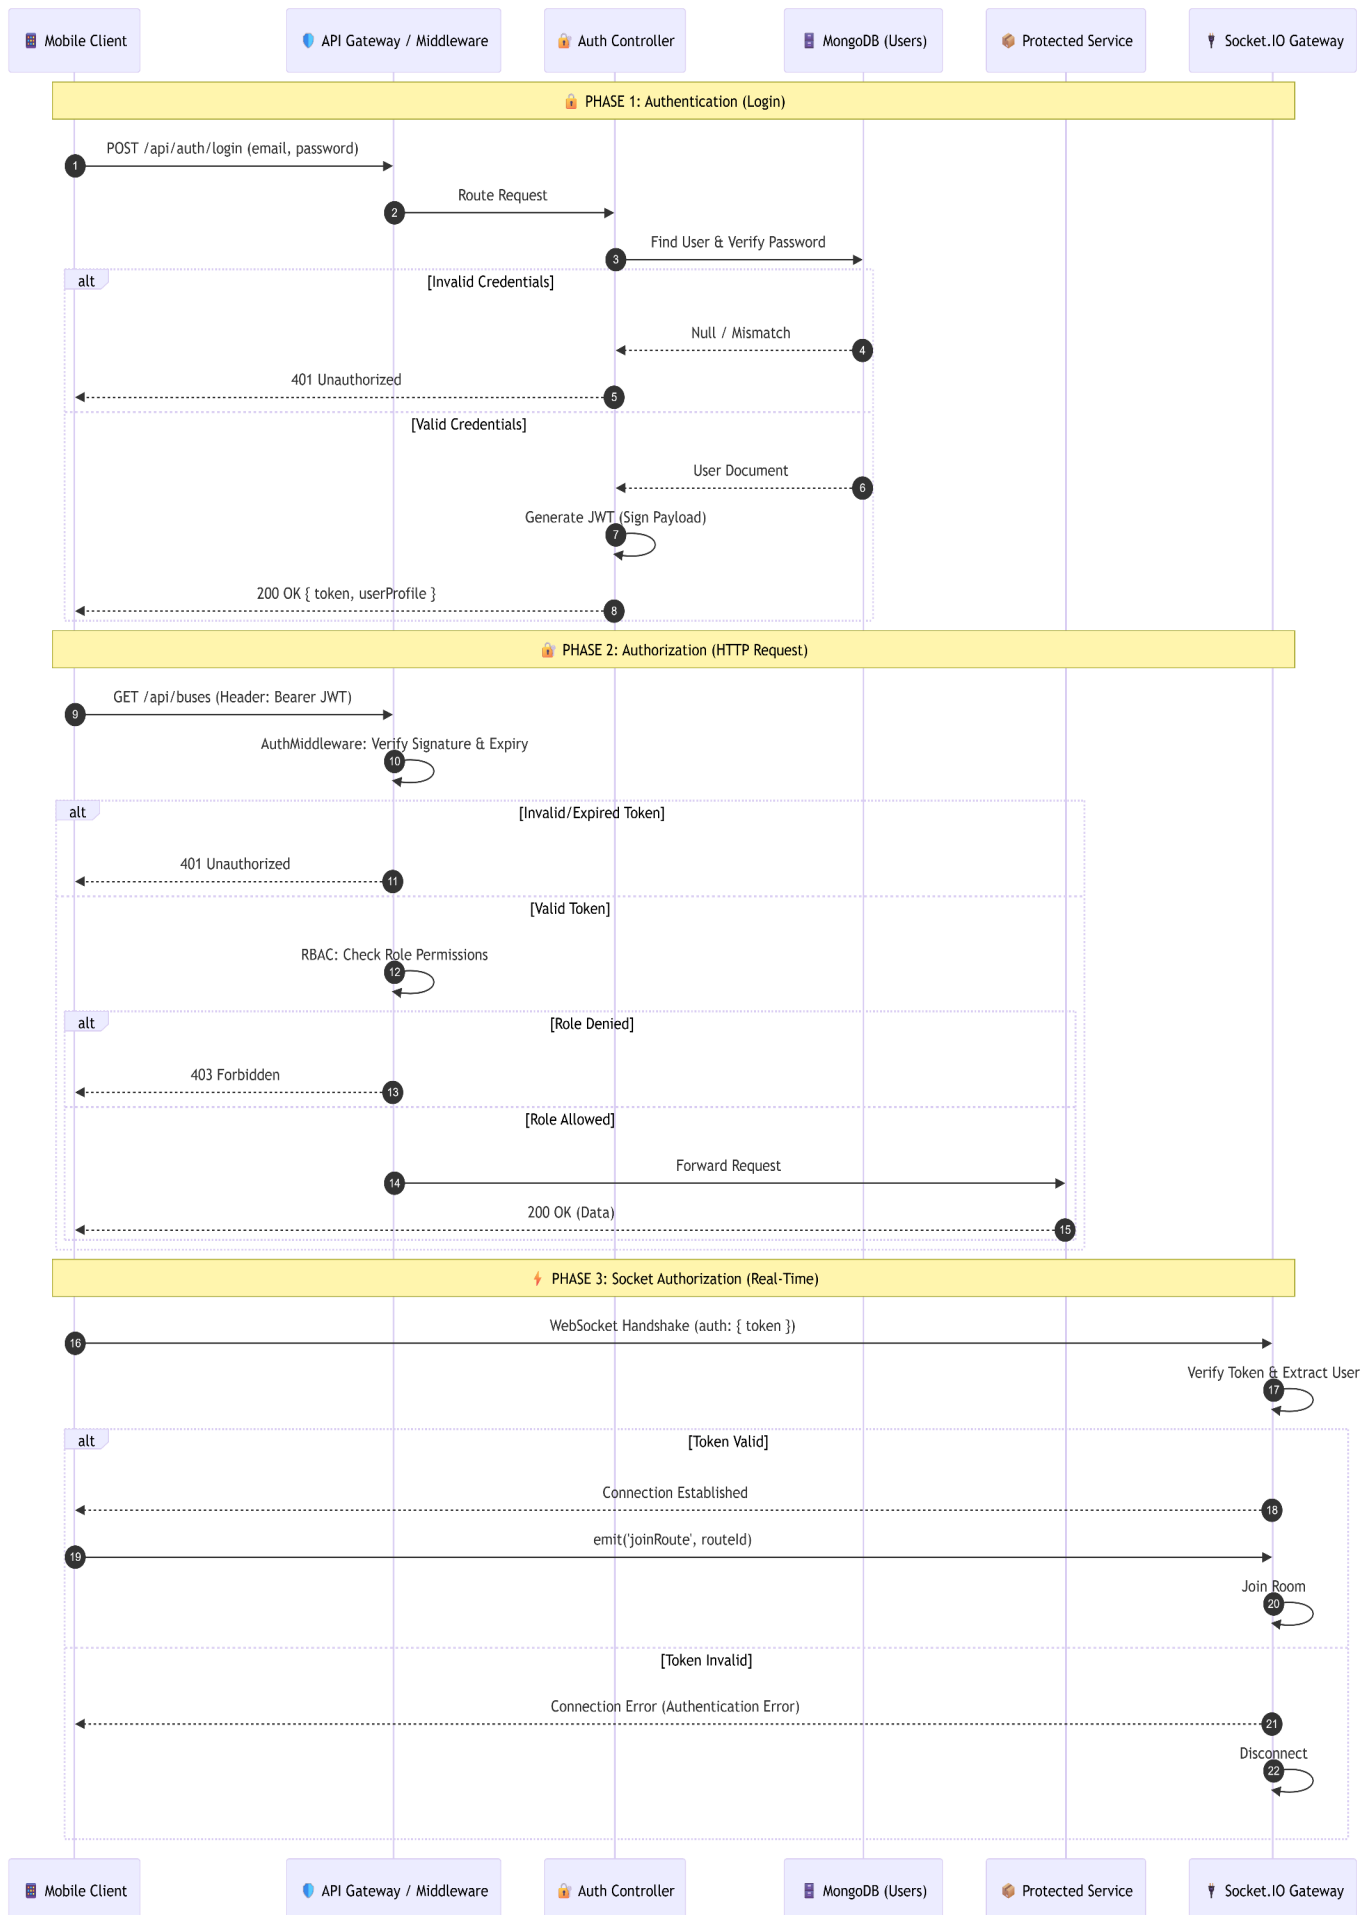 Mobile Client
API Gateway / Middleware
Auth Controller
MongoDB (Users)
Protected Service
Socket.IO Gateway
PHASE 1: Authentication (Login)
POST /api/auth/login (email, password)
1
Route Request
2
Find User & Verify Password
3
alt
[Invalid Credentials]
Null / Mismatch
4
401 Unauthorized
5
[Valid Credentials]
User Document
6
Generate JWT (Sign Payload)
7
200 OK { token, userProfile }
8
PHASE 2: Authorization (HTTP Request)
GET /api/buses (Header: Bearer JWT)
9
AuthMiddleware: Verify Signature & Expiry
10
alt
[Invalid/Expired Token]
401 Unauthorized
11
[Valid Token]
RBAC: Check Role Permissions
12
alt
[Role Denied]
403 Forbidden
13
[Role Allowed]
Forward Request
14
200 OK (Data)
15
PHASE 3: Socket Authorization (Real-Time)
WebSocket Handshake (auth: { token })
16
Verify Token & Extract User
17
alt
[Token Valid]
Connection Established
18
emit('joinRoute', routeId)
19
Join Room
20
[Token Invalid]
Connection Error (Authentication Error)
21
Disconnect
22
Mobile Client
API Gateway / Middleware
Auth Controller
MongoDB (Users)
Protected Service
Socket.IO Gateway